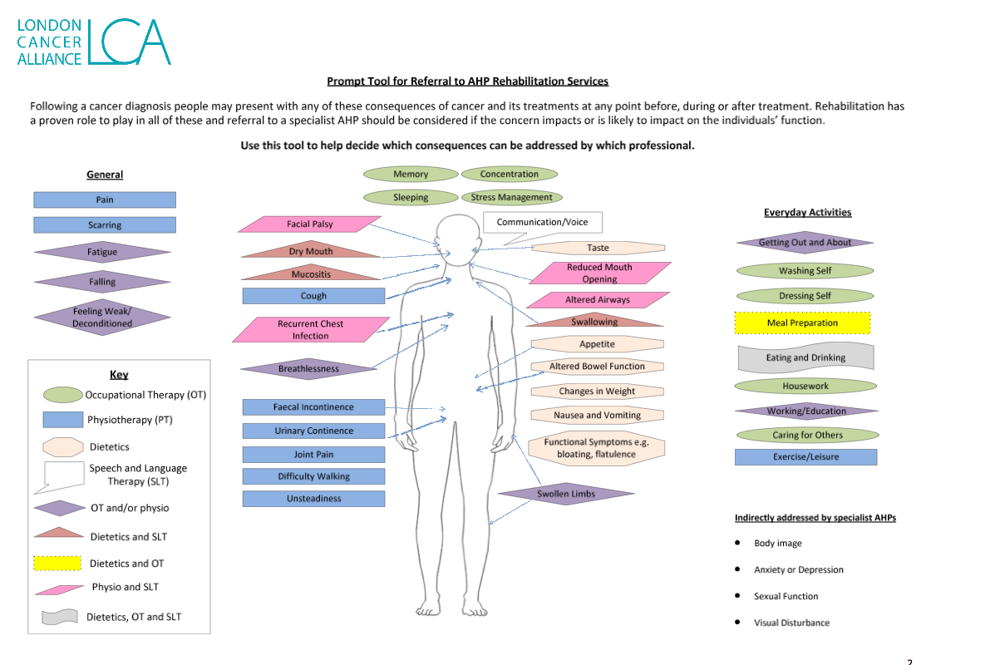 LONDON
CANCER
ALLIANCE
LCA
Prompt Tool for Referral to AHP Rehabilitation Services
Following a cancer diagnosis people may present with any of these consequences of cancer and its treatments at any point before, during or after treatment. Rehabilitation has
a proven role to play in all of these and referral to a specialist AHP should be considered if the concern impacts or is likely to impact on the individuals’ function.
Use this tool to help decide which consequences can be addressed by which professional.
General
Pain
Scarring
Fatigue
Falling
Feeling Weak/
Deconditioned
Key
Occupational Therapy (OT)
Physiotherapy (PT)
Dietetics
Speech and Language
Therapy (SLT)
OT and/or physio
Dietetics and SLT
Dietetics and OT
Physio and SLT
Dietetics, OT and SLT
Memory
Concentration
Sleeping
Stress Management
Facial Palsy
Dry Mouth
Mucositis
Cough
Recurrent Chest
Infection
Breathlessness
Faecal Incontinence
Urinary Continence
Joint Pain
Difficulty Walking
Unsteadiness
Communication/Voice
Taste
Reduced Mouth
Opening
Altered Airways
Swallowing
Appetite
Altered Bowel Function
Changes in Weight
Nausea and Vomiting
Functional Symptoms e.g.
bloating, flatulence
Swollen Limbs
Everyday Activities
Getting Out and About
Washing Self
Dressing Self
Meal Preparation
Eating and Drinking
Housework
Working/Education
Caring for Others
Exercise/Leisure
Indirectly addressed by specialist AHPs
• Body image
• Anxiety or Depression
• Sexual Function
• Visual Disturbance
2